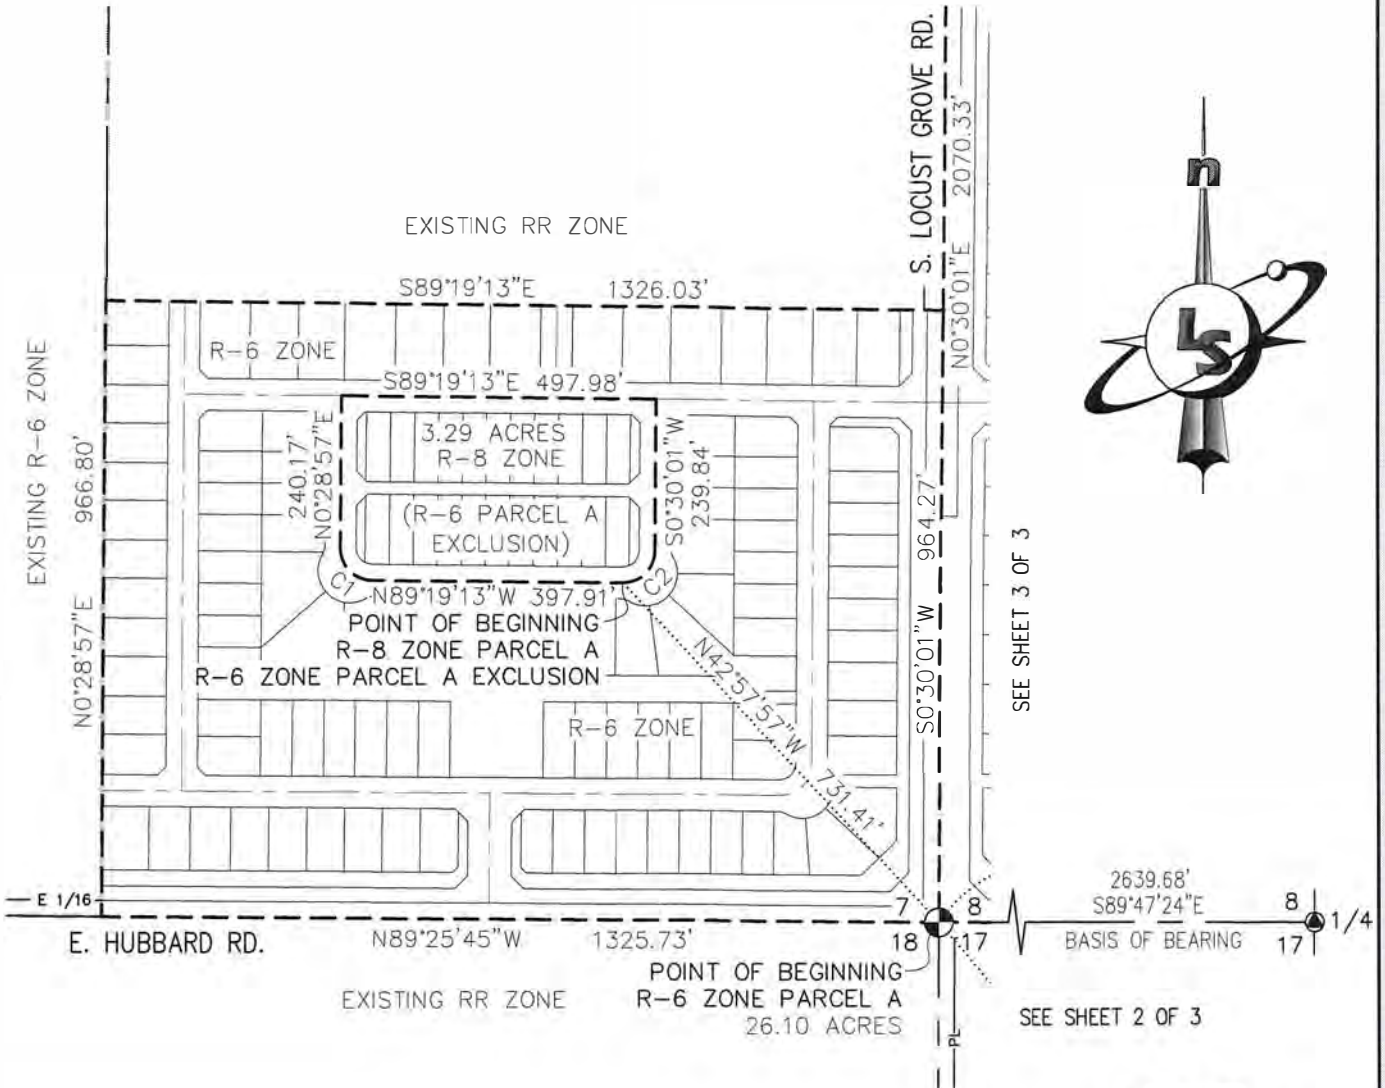 S. LOCUST GROVE RD.
N0°30'01"E 2070.33'
n
LS
EXISTING RR ZONE
S89°19'13"E 1326.03'
R-6 ZONE
S89°19'13"E 497.98'
EXISTING R-6 ZONE
N0°28'57"E 966.80'
240.17'
N0°28'57"E
3.29 ACRES
R-8 ZONE
(R-6 PARCEL A
EXCLUSION)
S0°30'01"W
239.84'
S0°30'01"W 964.27'
SEE SHEET 3 OF 3
C1
C2
N89°19'13"W 397.91'
POINT OF BEGINNING
R-8 ZONE PARCEL A
R-6 ZONE PARCEL A EXCLUSION
N42°57'57"W 731.41'
R-6 ZONE
E 1/16
7 8
18 17
2639.68'
S89°47'24"E
BASIS OF BEARING
8
17
1/4
E. HUBBARD RD.
N89°25'45"W 1325.73'
POINT OF BEGINNING
R-6 ZONE PARCEL A
26.10 ACRES
EXISTING RR ZONE
SEE SHEET 2 OF 3
PL